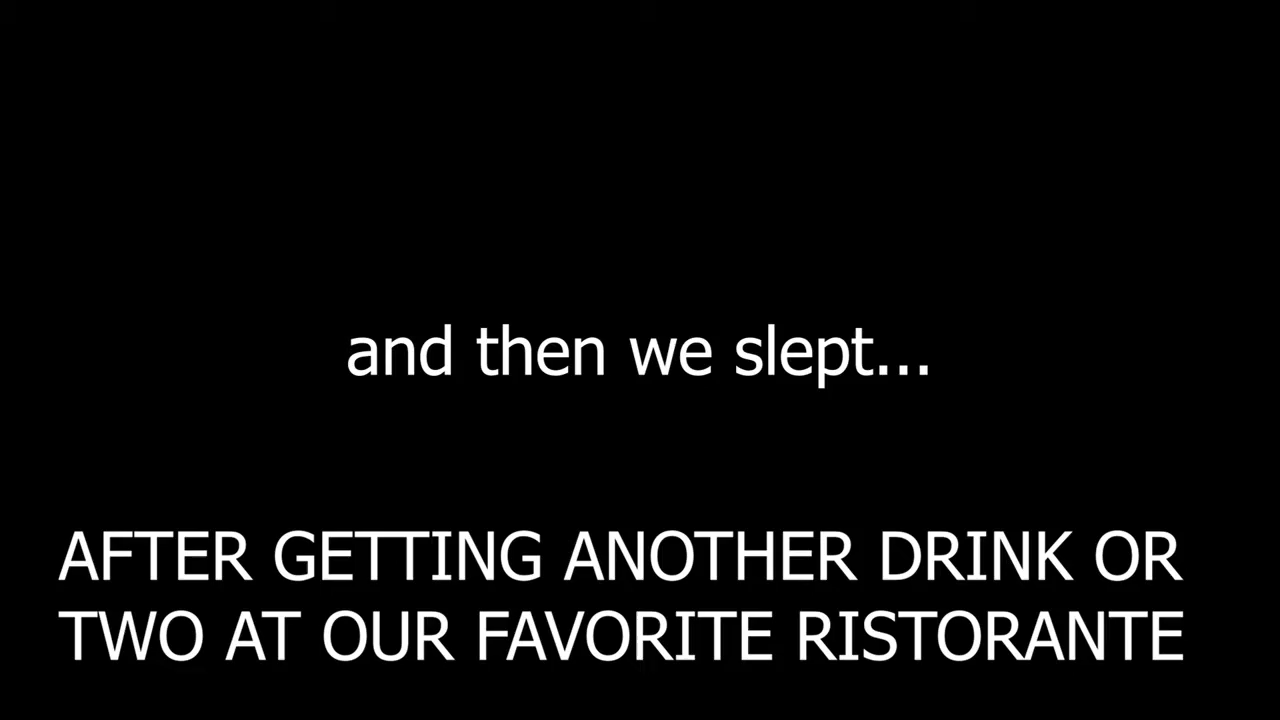 and then we slept...
AFTER GETTING ANOTHER DRINK OR
TWO AT OUR FAVORITE RISTORANTE